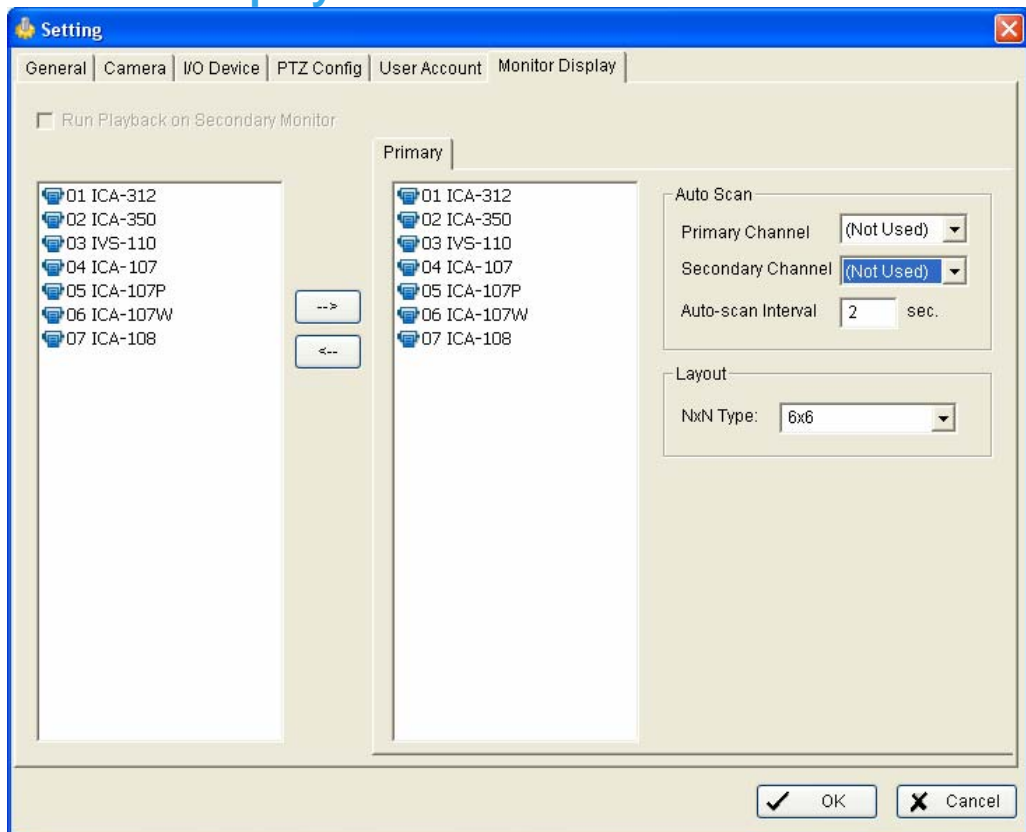 Setting
General
Camera
I/O Device
PTZ Config
User Account
Monitor Display
Run Playback on Secondary Monitor
01 ICA-312
02 ICA-350
03 IVS-110
04 ICA-107
05 ICA-107P
06 ICA-107W
07 ICA-108
-->
<--
Primary
01 ICA-312
02 ICA-350
03 IVS-110
04 ICA-107
05 ICA-107P
06 ICA-107W
07 ICA-108
Auto Scan
Primary Channel (Not Used)
Secondary Channel (Not Used)
Auto-scan Interval 2 sec.
Layout
NxN Type: 6x6
OK
Cancel